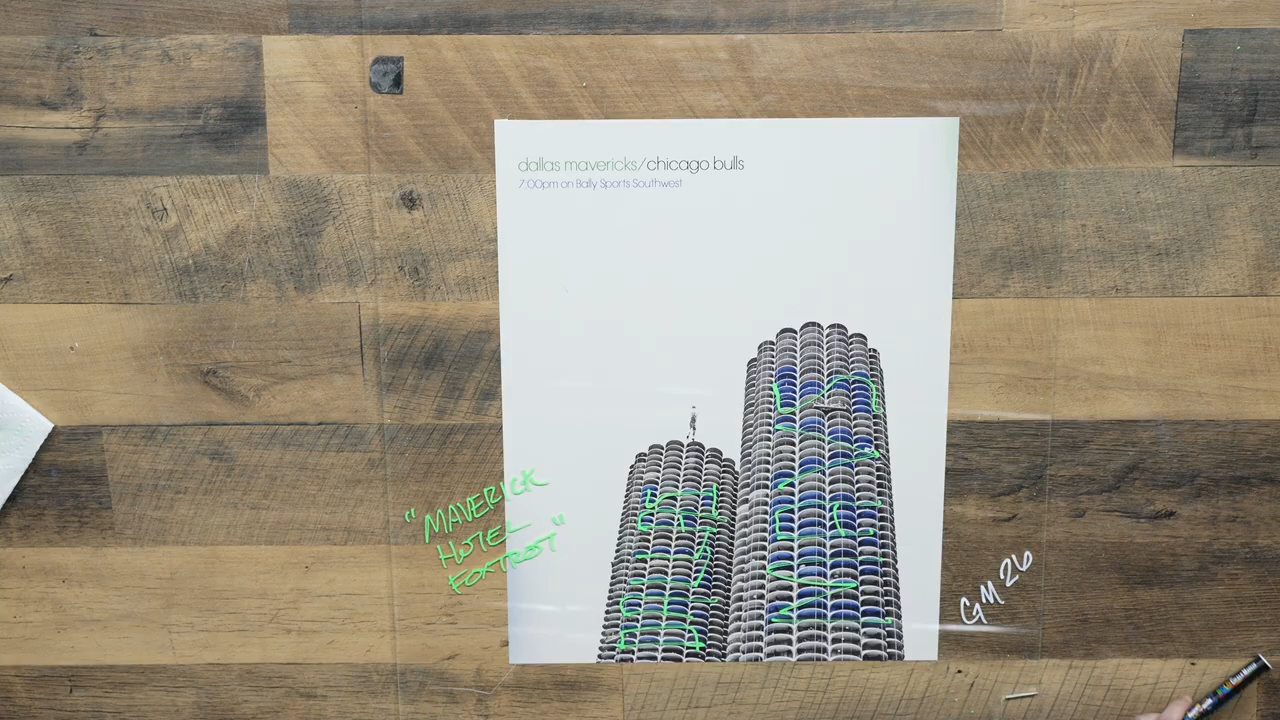 dallas mavericks/chicago bulls
7:00pm on Bally Sports Southwest
"MAVERICK
HOTEL
FOXTROT"
GM 26